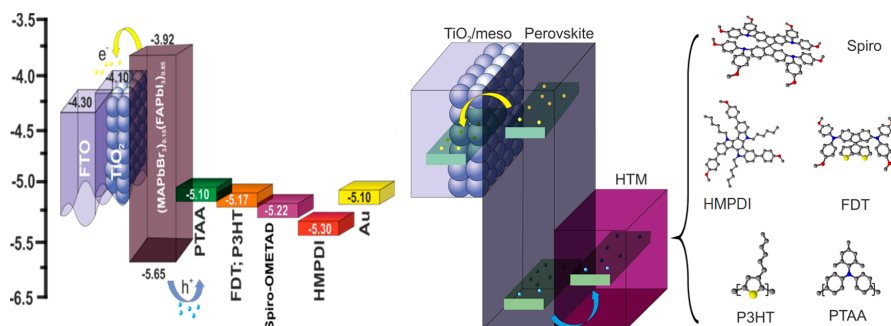 -3.5
-4.0
-4.5
-5.0
-5.5
-6.0
-6.5
e-
-3.92
-4.10
-4.30
FTO
TiO2
(MAPbBr3)0.15(FAPbI3)0.85
-5.65
h+
-5.10
PTAA
-5.17
FDT; P3HT
-5.22
Spiro-OMETAD
-5.30
HMPDI
-5.10
Au
TiO2/meso
Perovskite
HTM
Spiro
HMPDI
FDT
P3HT
PTAA